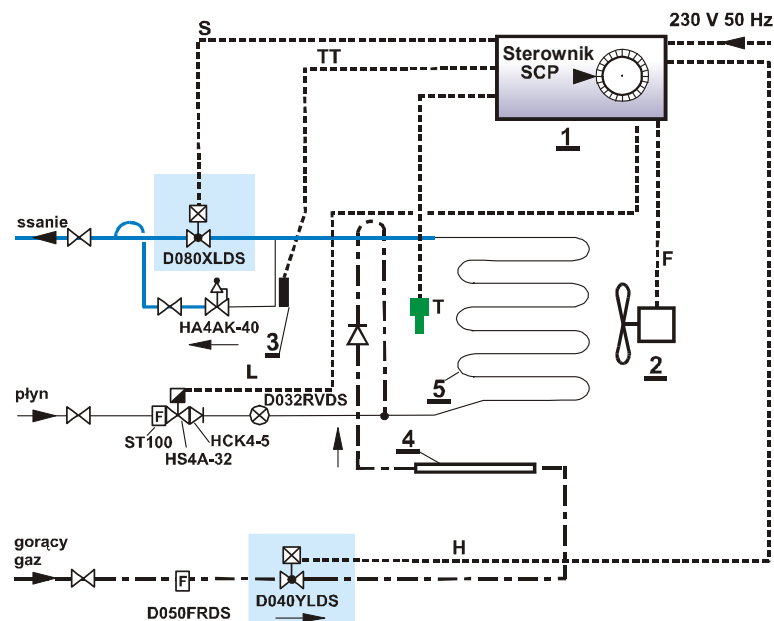 S
230 V 50 Hz
TT
Sterownik
SCP
1
ssanie
D080XLDS
F
T
HA4AK-40
3
2
L
płyn
D032RVDS
5
F
ST100
HCK4-5
HS4A-32
4
gorący
gaz
H
F
D050FRDS
D040YLDS